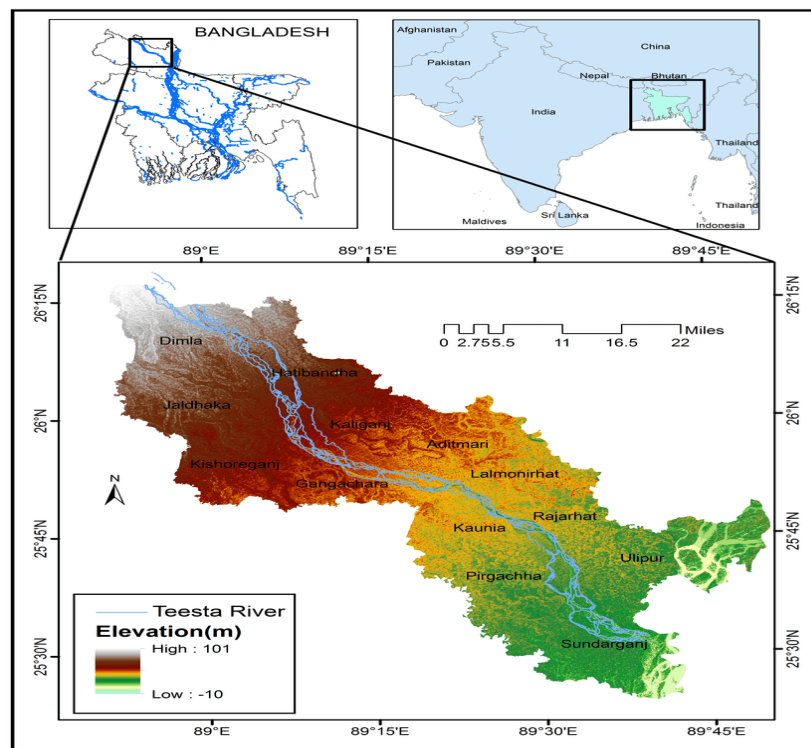 BANGLADESH
Afghanistan
China
Pakistan
Nepal
Bhutan
India
Thailand
Sri Lanka
Thailand
Maldives
Indonesia
89°E 89°15'E 89°30'E 89°45'E
26°15'N 26°15'N
Miles
0 2.75 5.5 11 16.5 22
Dimla
Hatibandha
Jaldhaka
26°N 26°N
Kaliganj
Aditmari
Kishoreganj
Lalmonirhat
Gangachara
N
Rajarhat
Kaunia
25°45'N 25°45'N
Ulipur
Pirgachha
Teesta River
Elevation(m)
High : 101
Low : -10
Sundarganj
25°30'N 25°30'N
89°E 89°15'E 89°30'E 89°45'E